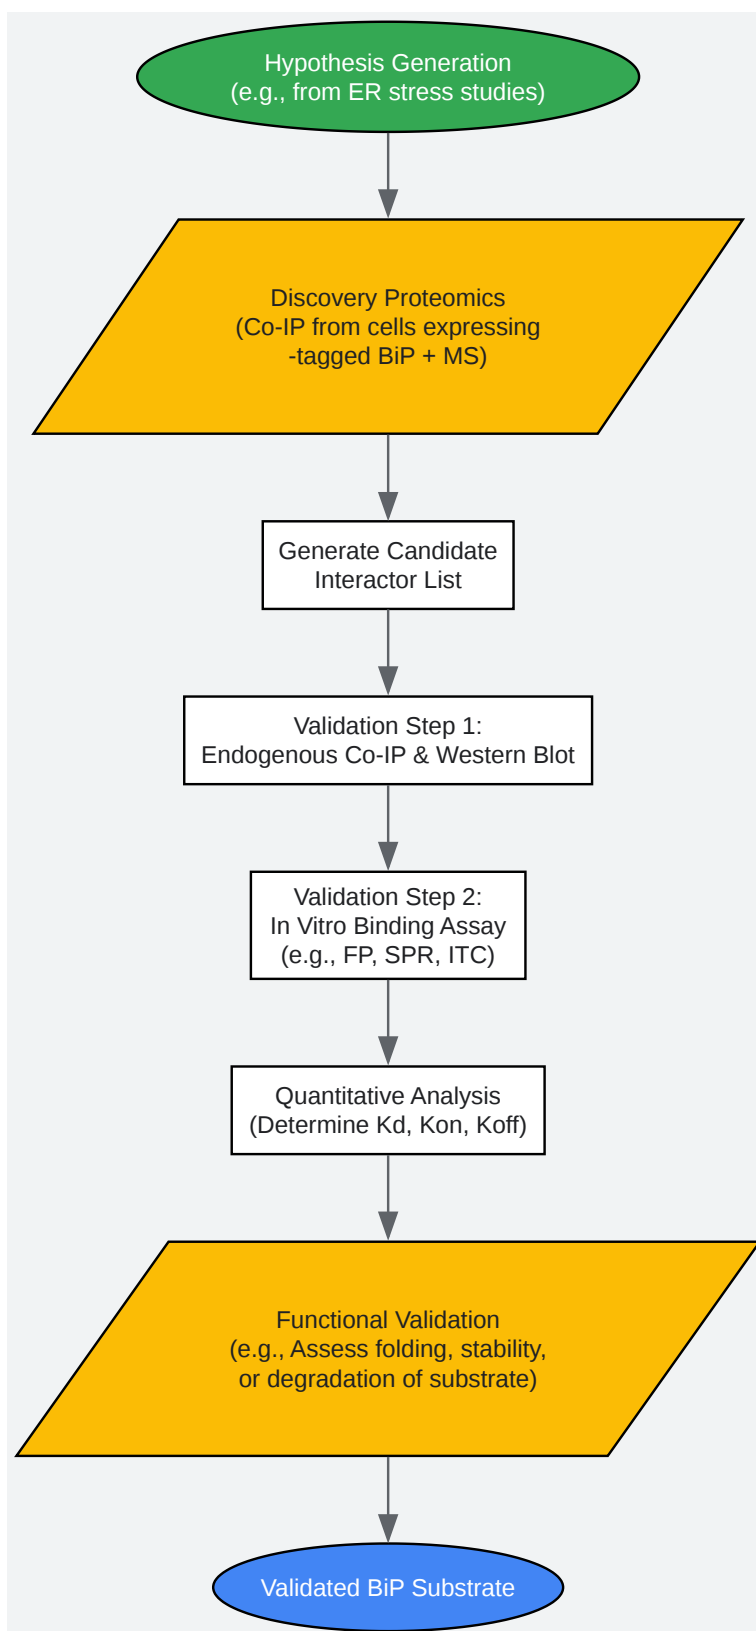 Hypothesis Generation
(e.g., from ER stress studies)
Discovery Proteomics
(Co-IP from cells expressing
-tagged BiP + MS)
Generate Candidate
Interactor List
Validation Step 1:
Endogenous Co-IP & Western Blot
Validation Step 2:
In Vitro Binding Assay
(e.g., FP, SPR, ITC)
Quantitative Analysis
(Determine Kd, Kon, Koff)
Functional Validation
(e.g., Assess folding, stability,
or degradation of substrate)
Validated BiP Substrate